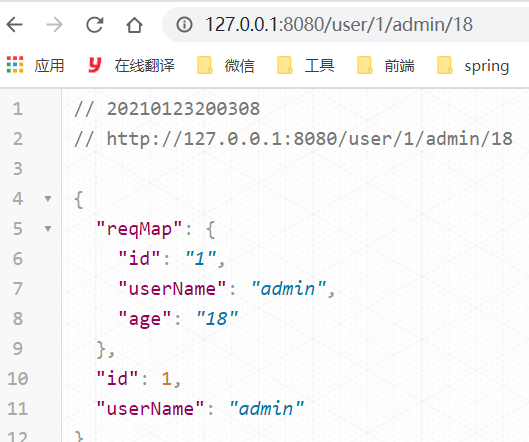 127.0.0.1:8080/user/1/admin/18
应用 在线翻译 微信 工具 前端 spring
1 // 20210123200308
2 // http://127.0.0.1:8080/user/1/admin/18
3
4 {
5 "reqMap": {
6 "id": "1",
7 "userName": "admin",
8 "age": "18"
9 },
10 "id": 1,
11 "userName": "admin"
12 }